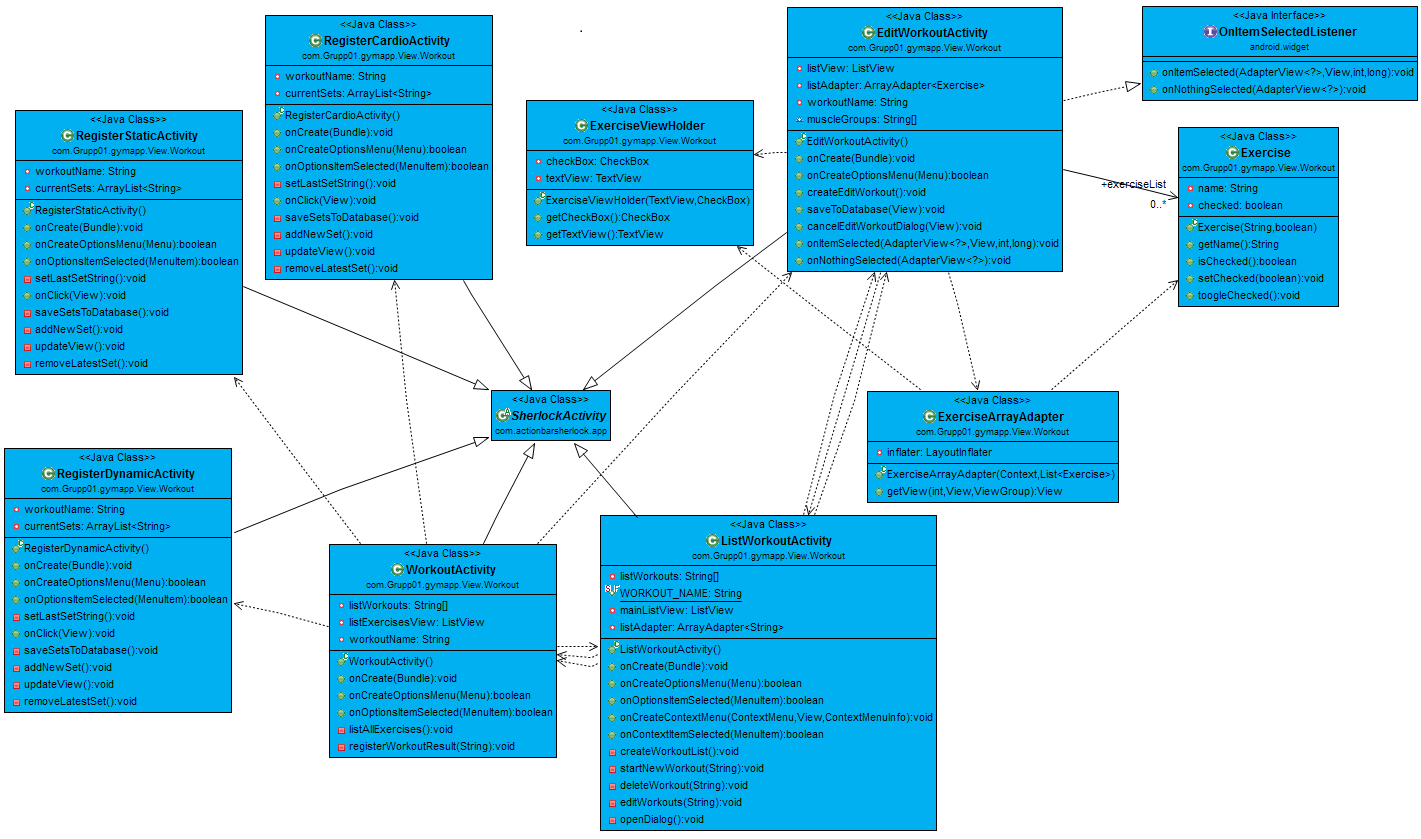 <<Java Class>>
RegisterCardioActivity
com.Grupp01.gymapp.View.Workout
workoutName: String
currentSets: ArrayList<String>
RegisterCardioActivity()
onCreate(Bundle):void
onCreateOptionsMenu(Menu):boolean
onOptionsItemSelected(MenuItem):boolean
setLastSetString():void
onClick(View):void
saveSetsToDatabase():void
addNewSet():void
updateView():void
removeLatestSet():void
<<Java Class>>
EditWorkoutActivity
com.Grupp01.gymapp.View.Workout
listView: ListView
listAdapter: ArrayAdapter<Exercise>
workoutName: String
muscleGroups: String[]
EditWorkoutActivity()
onCreate(Bundle):void
onCreateOptionsMenu(Menu):boolean
createEditWorkout():void
saveToDatabase(View):void
cancelEditWorkoutDialog(View):void
onItemSelected(AdapterView<?>,View,int,long):void
onNothingSelected(AdapterView<?>):void
<<Java Interface>>
OnItemSelectedListener
android.widget
onItemSelected(AdapterView<?>,View,int,long):void
onNothingSelected(AdapterView<?>):void
<<Java Class>>
RegisterStaticActivity
com.Grupp01.gymapp.View.Workout
workoutName: String
currentSets: ArrayList<String>
RegisterStaticActivity()
onCreate(Bundle):void
onCreateOptionsMenu(Menu):boolean
onOptionsItemSelected(MenuItem):boolean
setLastSetString():void
onClick(View):void
saveSetsToDatabase():void
addNewSet():void
updateView():void
removeLatestSet():void
<<Java Class>>
ExerciseViewHolder
com.Grupp01.gymapp.View.Workout
checkBox: CheckBox
textView: TextView
ExerciseViewHolder(TextView,CheckBox)
getCheckBox():CheckBox
getTextView():TextView
+exerciseList
0..*
<<Java Class>>
Exercise
com.Grupp01.gymapp.View.Workout
name: String
checked: boolean
Exercise(String,boolean)
getName():String
isChecked():boolean
setChecked(boolean):void
toogleChecked():void
<<Java Class>>
SherlockActivity
com.actionbarsherlock.app
<<Java Class>>
ExerciseArrayAdapter
com.Grupp01.gymapp.View.Workout
inflater: LayoutInflater
ExerciseArrayAdapter(Context,List<Exercise>)
getView(int,View,ViewGroup):View
<<Java Class>>
RegisterDynamicActivity
com.Grupp01.gymapp.View.Workout
workoutName: String
currentSets: ArrayList<String>
RegisterDynamicActivity()
onCreate(Bundle):void
onCreateOptionsMenu(Menu):boolean
onOptionsItemSelected(MenuItem):boolean
setLastSetString():void
onClick(View):void
saveSetsToDatabase():void
addNewSet():void
updateView():void
removeLatestSet():void
<<Java Class>>
WorkoutActivity
com.Grupp01.gymapp.View.Workout
listWorkouts: String[]
listExercisesView: ListView
workoutName: String
WorkoutActivity()
onCreate(Bundle):void
onCreateOptionsMenu(Menu):boolean
onOptionsItemSelected(MenuItem):boolean
listAllExercises():void
registerWorkoutResult(String):void
<<Java Class>>
ListWorkoutActivity
com.Grupp01.gymapp.View.Workout
listWorkouts: String[]
WORKOUT_NAME: String
mainListView: ListView
listAdapter: ArrayAdapter<String>
ListWorkoutActivity()
onCreate(Bundle):void
onCreateOptionsMenu(Menu):boolean
onOptionsItemSelected(MenuItem):boolean
onCreateContextMenu(ContextMenu,View,ContextMenuInfo):void
onContextItemSelected(MenuItem):boolean
createWorkoutList():void
startNewWorkout(String):void
deleteWorkout(String):void
editWorkouts(String):void
openDialog():void